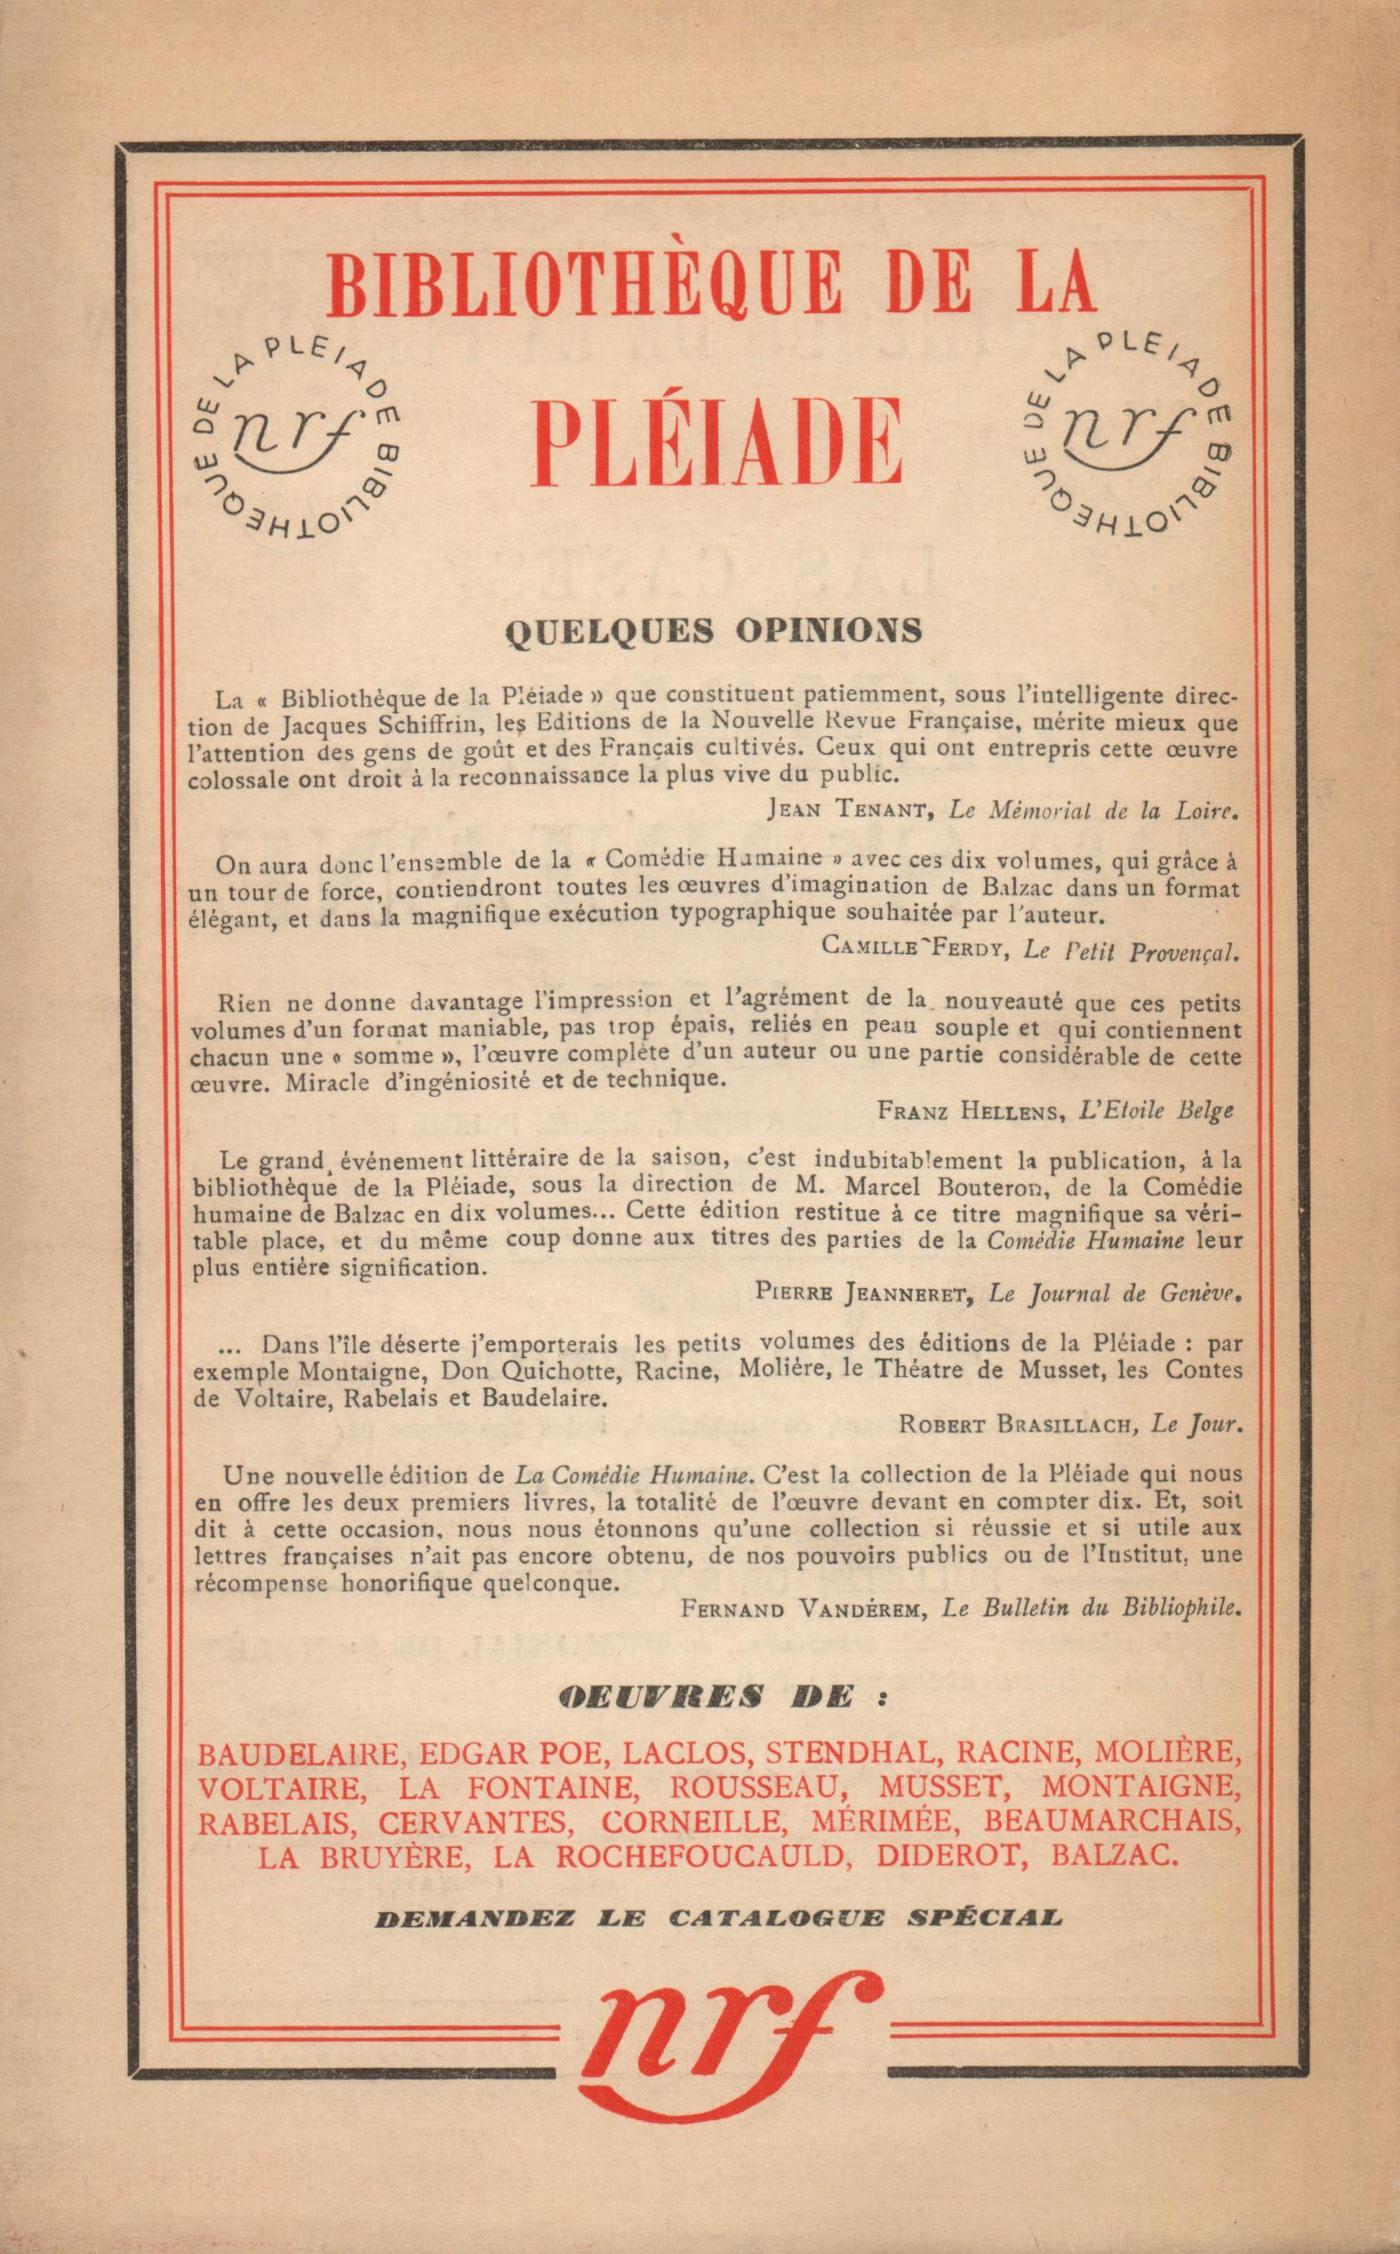 BIBLIOTHÈQUE DE LA
PLÉIADE
BIBLIOTHEQUE DE LA PLEIADE
nrf
BIBLIOTHEQUE DE LA PLEIADE
nrf
QUELQUES OPINIONS
La « Bibliothèque de la Pléiade » que constituent patiemment, sous l'intelligente direc-
tion de Jacques Schiffrin, les Editions de la Nouvelle Revue Française, mérite mieux que
l'attention des gens de goût et des Français cultivés. Ceux qui ont entrepris cette œuvre
colossale ont droit à la reconnaissance la plus vive du public.
JEAN TENANT, Le Mémorial de la Loire.
On aura donc l'ensemble de la « Comédie Humaine » avec ces dix volumes, qui grâce à
un tour de force, contiendront toutes les œuvres d'imagination de Balzac dans un format
élégant, et dans la magnifique exécution typographique souhaitée par l'auteur.
CAMILLE FERDY, Le Petit Provençal.
Rien ne donne davantage l'impression et l'agrément de la nouveauté que ces petits
volumes d'un format maniable, pas trop épais, reliés en peau souple et qui contiennent
chacun une « somme », l'œuvre complète d'un auteur ou une partie considérable de cette
œuvre. Miracle d'ingéniosité et de technique.
FRANZ HELLENS, L'Etoile Belge
Le grand événement littéraire de la saison, c'est indubitablement la publication, à la
bibliothèque de la Pléiade, sous la direction de M. Marcel Bouteron, de la Comédie
humaine de Balzac en dix volumes... Cette édition restitue à ce titre magnifique sa véri-
table place, et du même coup donne aux titres des parties de la Comédie Humaine leur
plus entière signification.
PIERRE JEANNERET, Le Journal de Genève.
... Dans l'île déserte j'emporterais les petits volumes des éditions de la Pléiade : par
exemple Montaigne, Don Quichotte, Racine, Molière, le Théatre de Musset, les Contes
de Voltaire, Rabelais et Baudelaire.
ROBERT BRASILLACH, Le Jour.
Une nouvelle édition de La Comédie Humaine. C'est la collection de la Pléiade qui nous
en offre les deux premiers livres, la totalité de l'œuvre devant en compter dix. Et, soit
dit à cette occasion, nous nous étonnons qu'une collection si réussie et si utile aux
lettres françaises n'ait pas encore obtenu, de nos pouvoirs publics ou de l'Institut, une
récompense honorifique quelconque.
FERNAND VANDÉREM, Le Bulletin du Bibliophile.
OEUVRES DE :
BAUDELAIRE, EDGAR POE, LACLOS, STENDHAL, RACINE, MOLIÈRE,
VOLTAIRE, LA FONTAINE, ROUSSEAU, MUSSET, MONTAIGNE,
RABELAIS, CERVANTES, CORNEILLE, MÉRIMÉE, BEAUMARCHAIS,
LA BRUYÈRE, LA ROCHEFOUCAULD, DIDEROT, BALZAC.
DEMANDEZ LE CATALOGUE SPÉCIAL
nrf